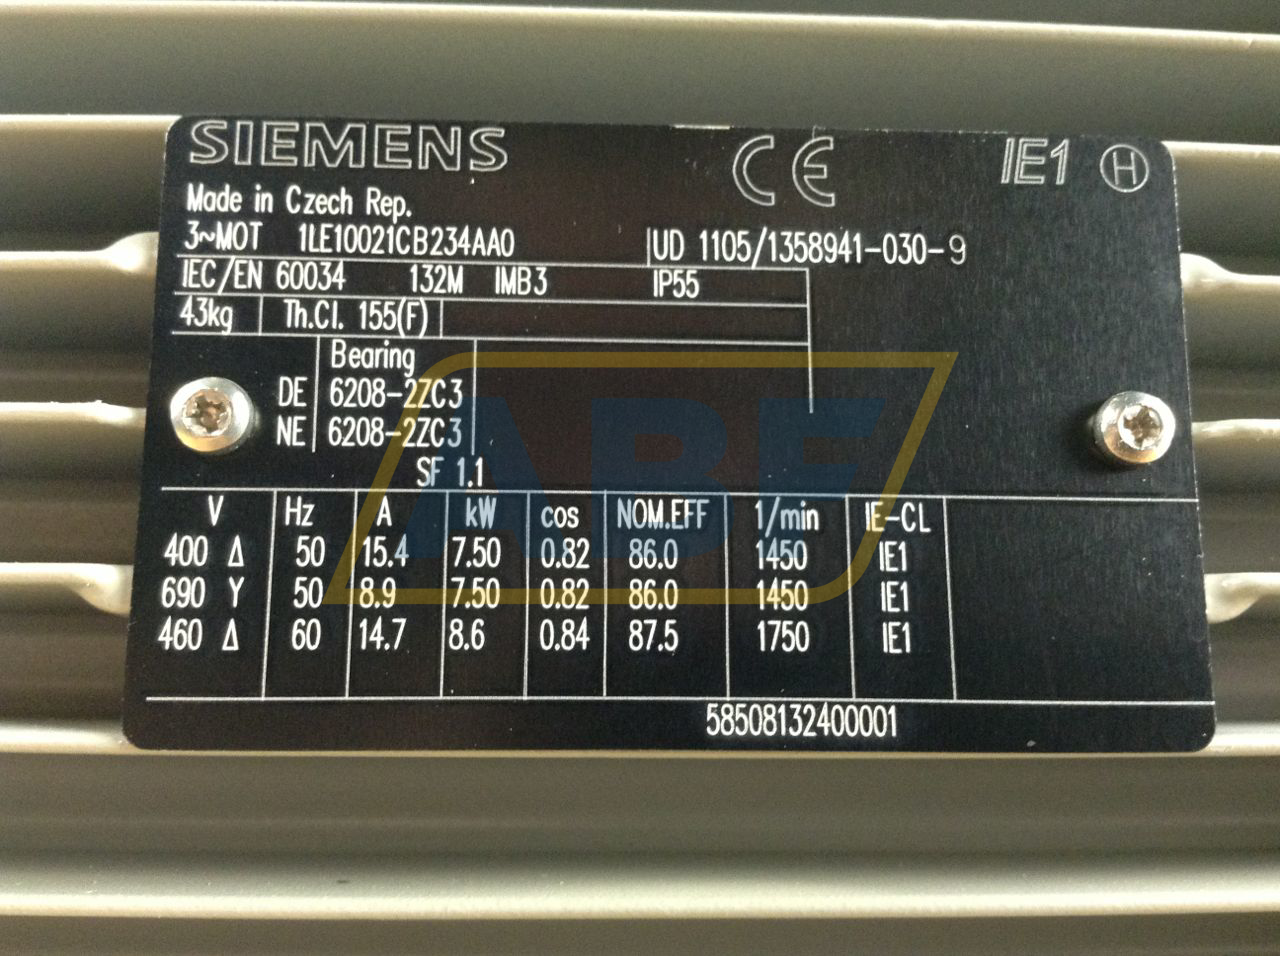 SIEMENS CE IE1 H
Made in Czech Rep.
3~MOT 1LE10021CB234AA0 UD 1105/1358941-030-9
IEC/EN 60034 132M IMB3 IP55
43kg Th.Cl. 155(F)
Bearing
DE 6208-2ZC3
NE 6208-2ZC3
SF 1.1
ABF
V Hz A kW cos NOM.EFF 1/min IE-CL
400 Δ 50 15.4 7.50 0.82 86.0 1450 IE1
690 Y 50 8.9 7.50 0.82 86.0 1450 IE1
460 Δ 60 14.7 8.6 0.84 87.5 1750 IE1
58508132400001